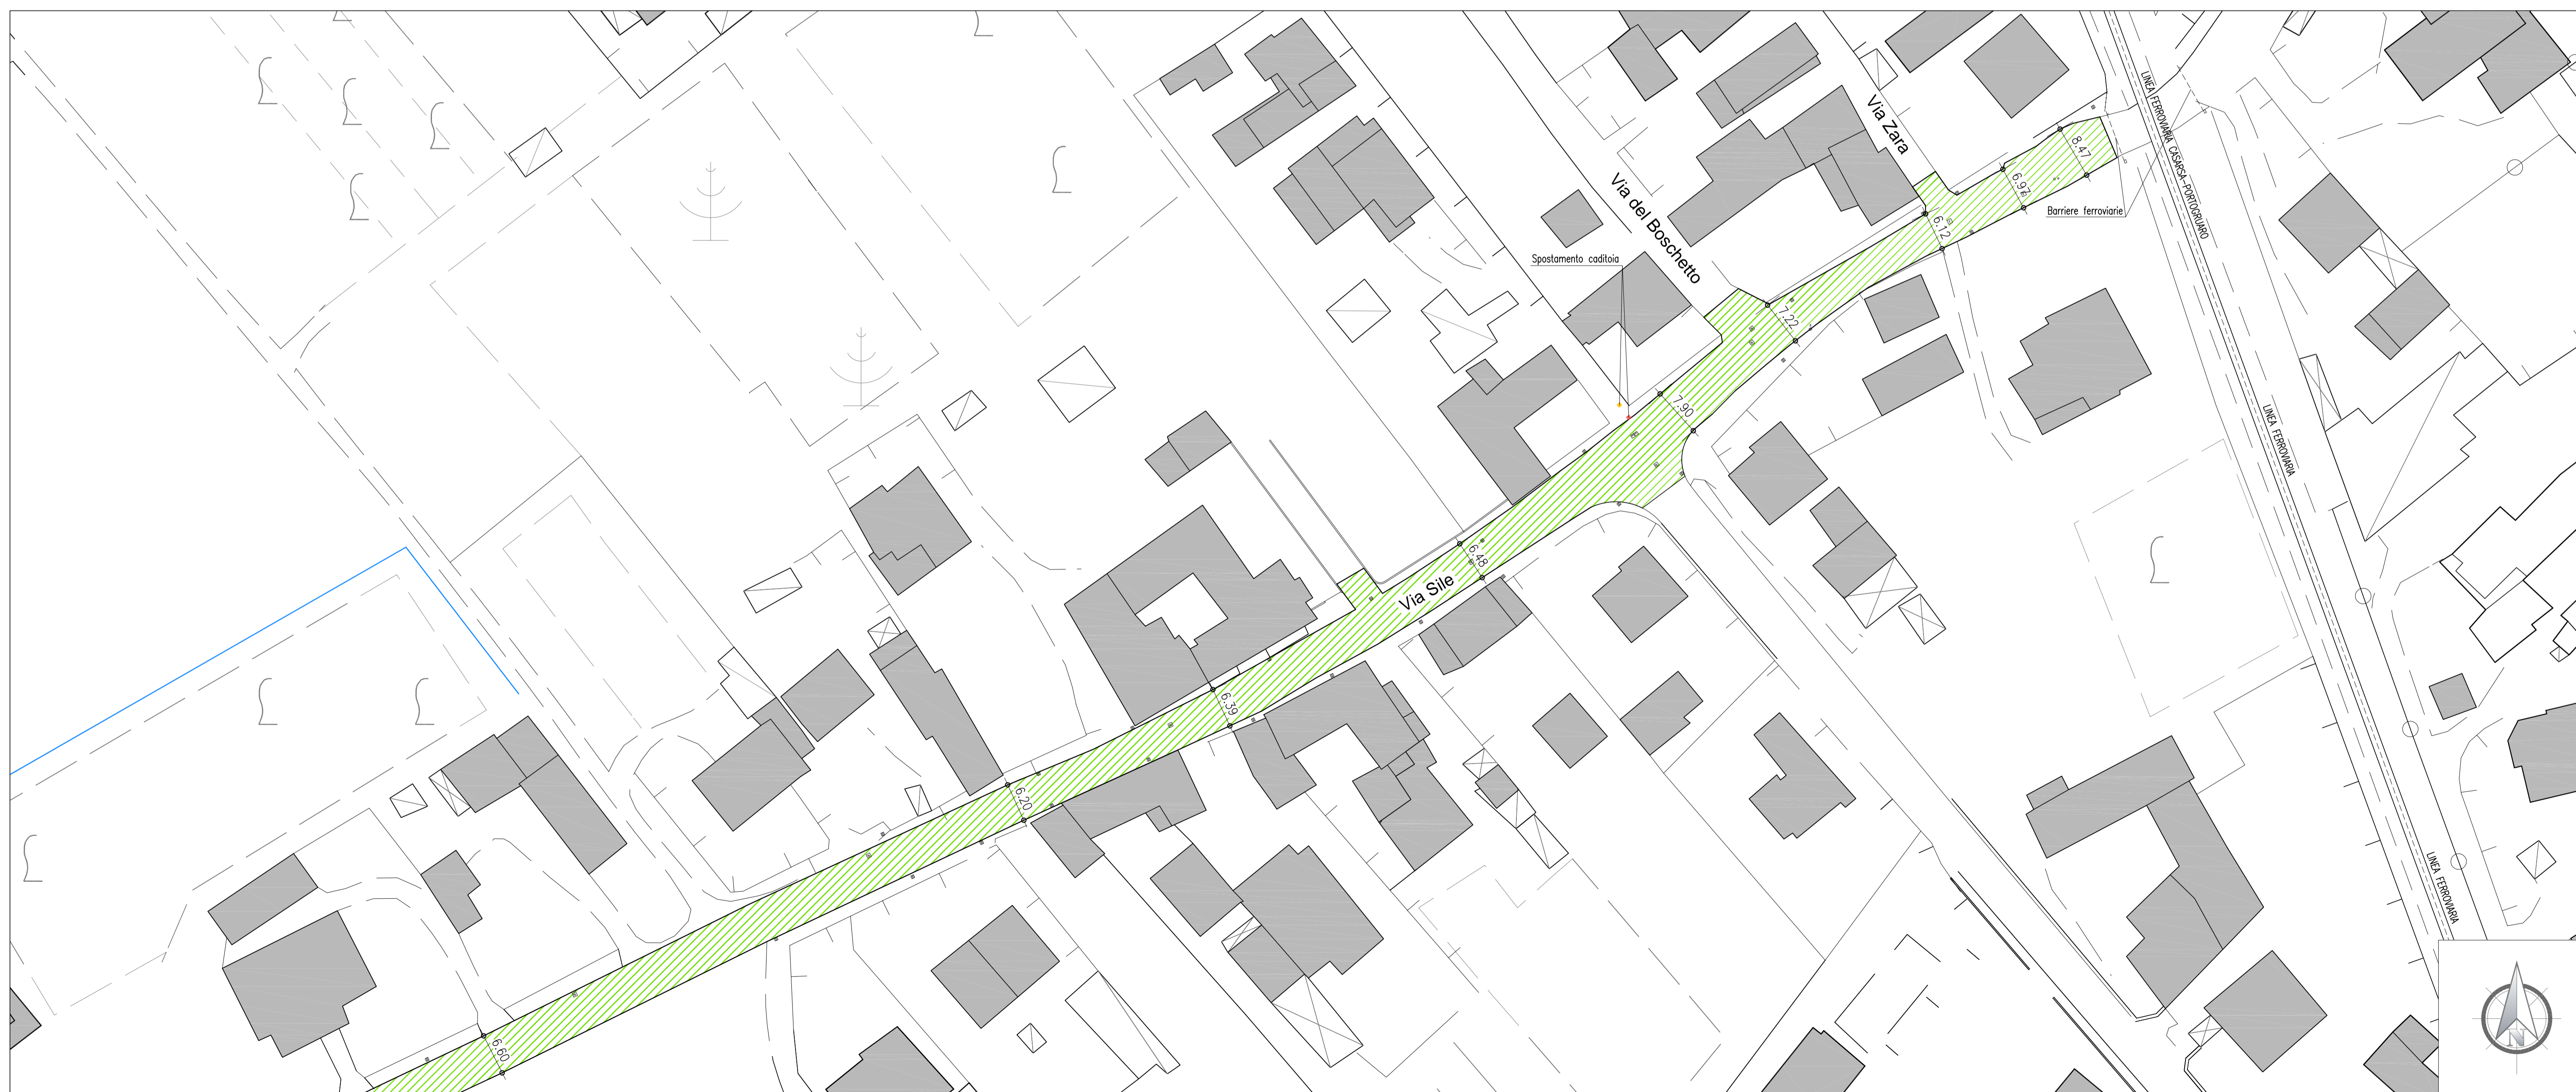 LINEA FERROVIARIA CASARSA-PORTOGRUARO
Via Zara
8.47
6.97
Barriere ferroviarie
Via del Boschetto
6.12
Spostamento caditoia
7.22
7.90
LINEA FERROVIARIA
6.48
Via Sile
6.39
6.20
LINEA FERROVIARIA
6.60
N